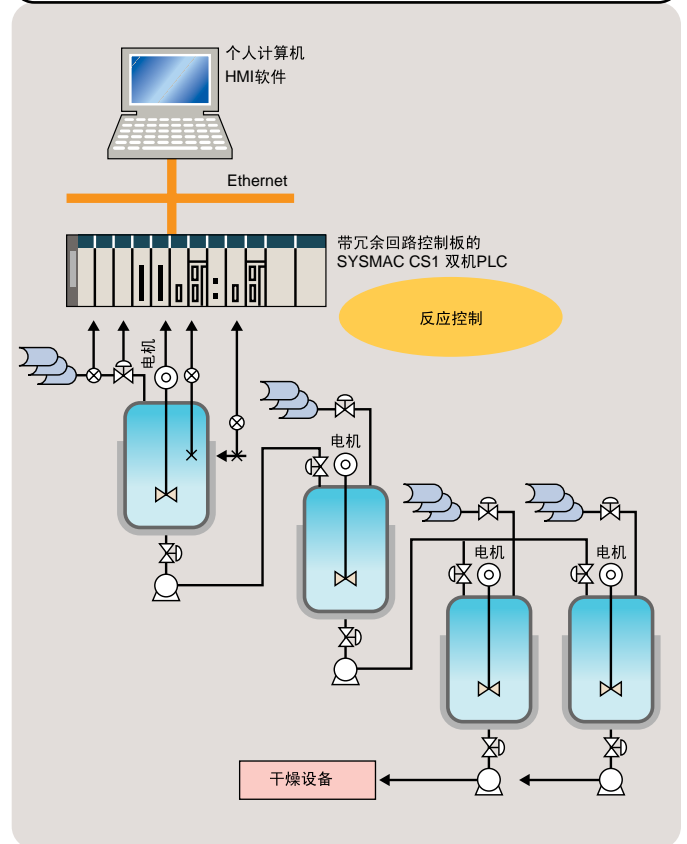 个人计算机
HMI软件
Ethernet
带冗余回路控制板的
SYSMAC CS1 双机PLC
反应控制
电机
电机
电机
电机
干燥设备